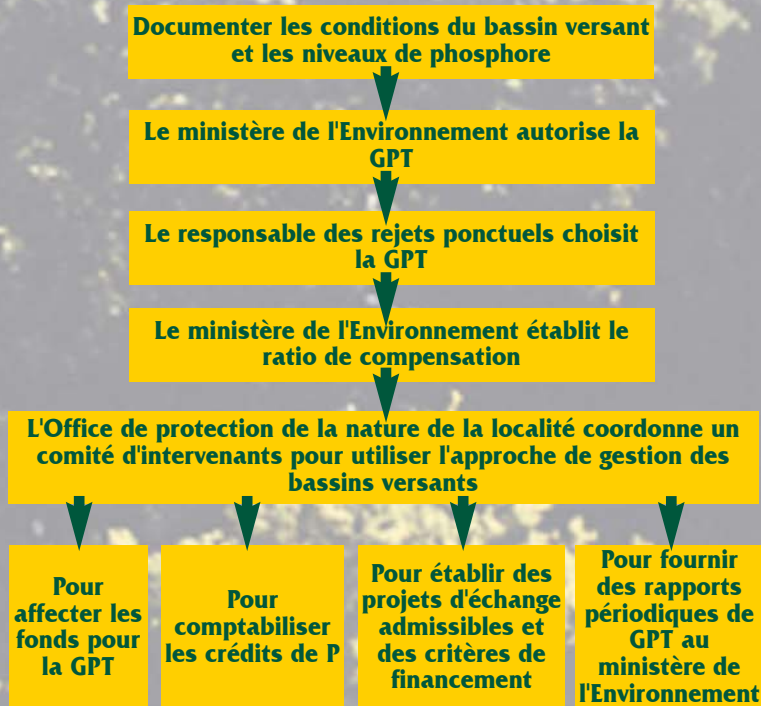 Documenter les conditions du bassin versant
et les niveaux de phosphore
Le ministère de l'Environnement autorise la
GPT
Le responsable des rejets ponctuels choisit
la GPT
Le ministère de l'Environnement établit le
ratio de compensation
L'Office de protection de la nature de la localité coordonne un
comité d'intervenants pour utiliser l'approche de gestion des
bassins versants
Pour
affecter les
fonds pour
la GPT
Pour
comptabiliser
les crédits de P
Pour établir des
projets d'échange
admissibles et
des critères de
financement
Pour fournir
des rapports
périodiques de
GPT au
ministère de
l'Environnement